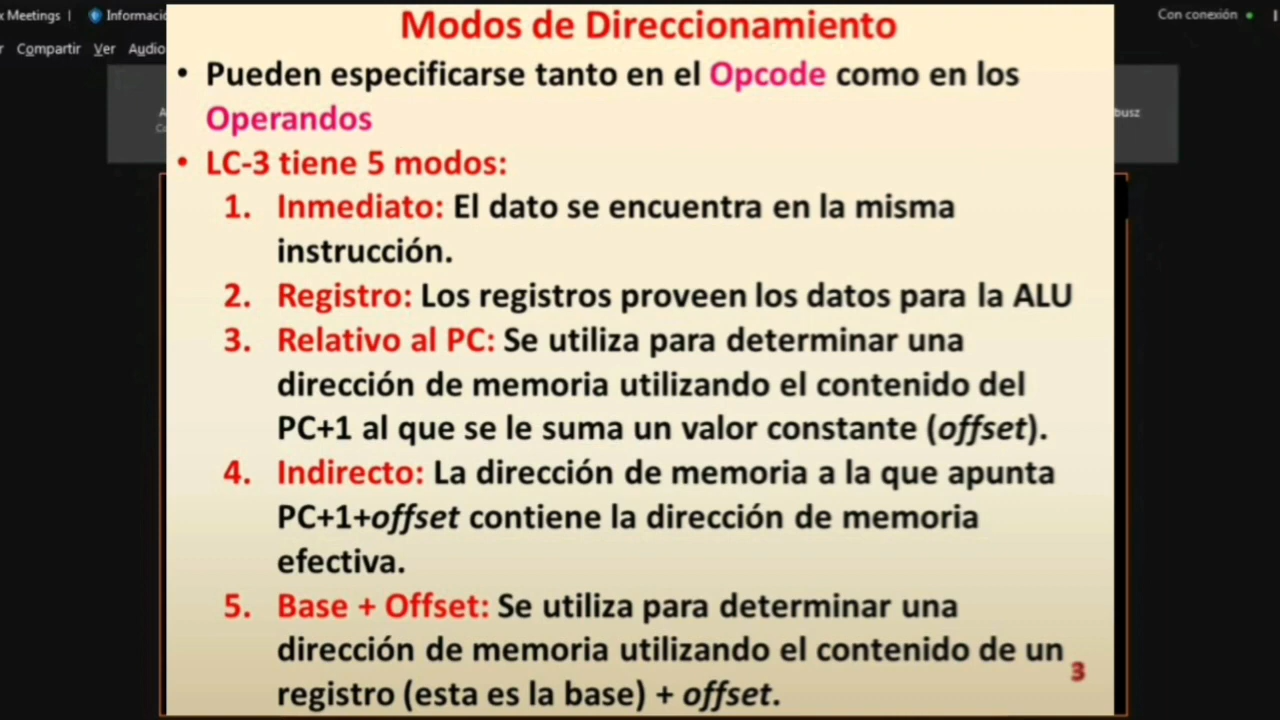 Meetings
Informació
Con conexión
Compartir Ver Audio
busz
Modos de Direccionamiento
• Pueden especificarse tanto en el Opcode como en los
Operandos
• LC-3 tiene 5 modos:
1. Inmediato: El dato se encuentra en la misma
instrucción.
2. Registro: Los registros proveen los datos para la ALU
3. Relativo al PC: Se utiliza para determinar una
dirección de memoria utilizando el contenido del
PC+1 al que se le suma un valor constante (offset).
4. Indirecto: La dirección de memoria a la que apunta
PC+1+offset contiene la dirección de memoria
efectiva.
5. Base + Offset: Se utiliza para determinar una
dirección de memoria utilizando el contenido de un
registro (esta es la base) + offset.
3